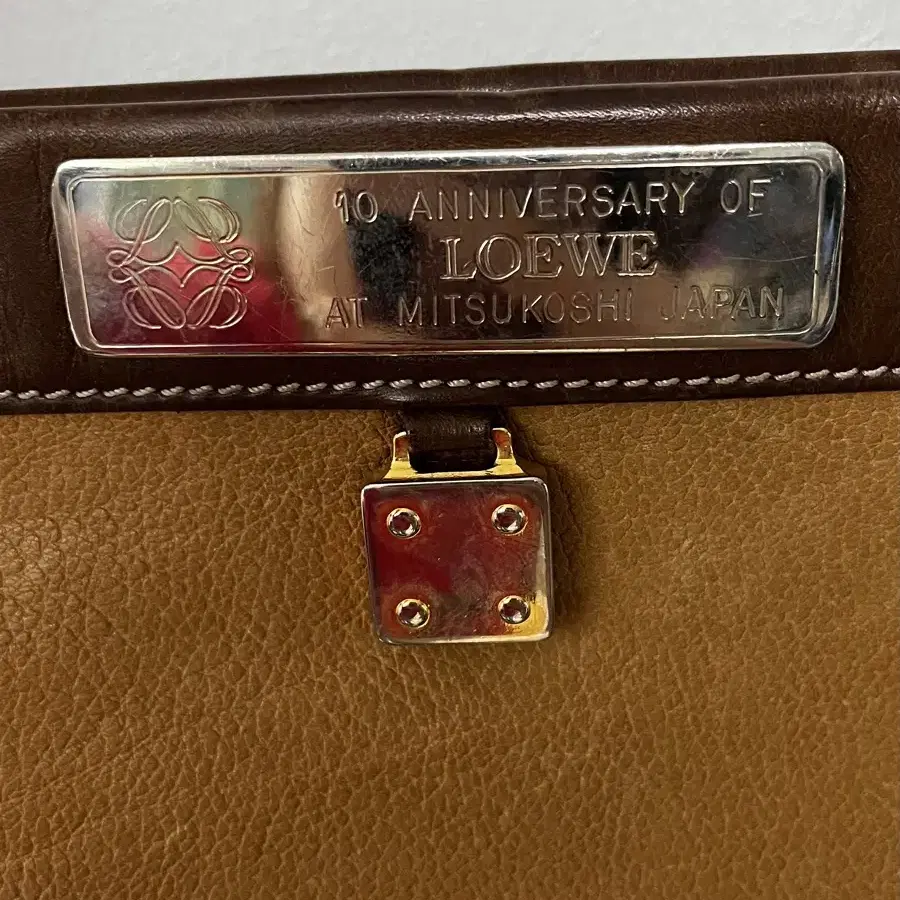 10 ANNIVERSARY OF
LOEWE
AT MITSUKOSHI JAPAN